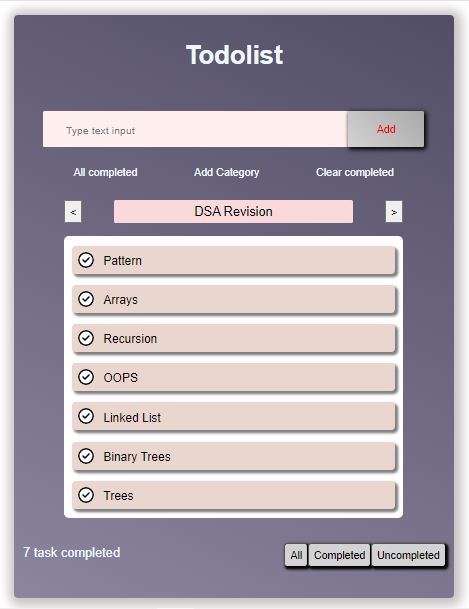 Todolist
Type text input
Add
All completed Add Category Clear completed
< DSA Revision >
Pattern
Arrays
Recursion
OOPS
Linked List
Binary Trees
Trees
7 task completed All Completed Uncompleted